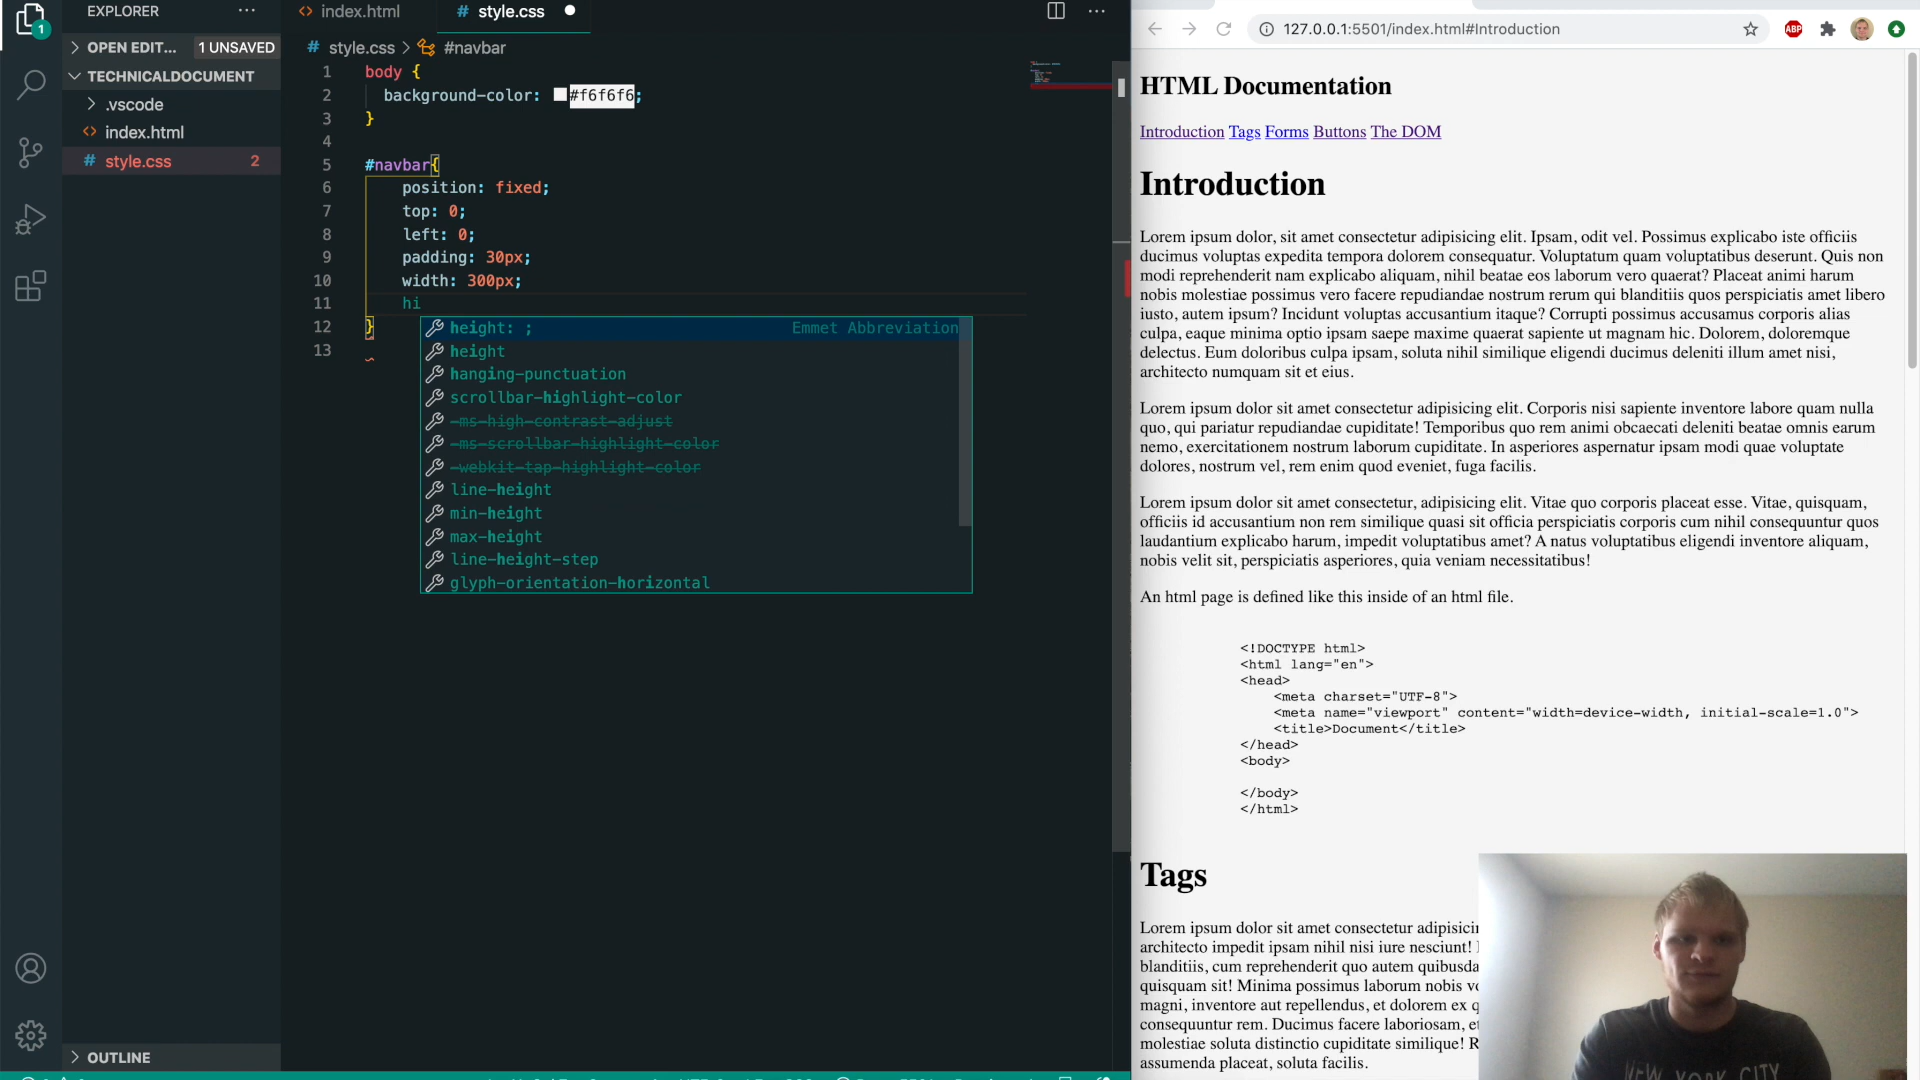 EXPLORER
1
OPEN EDIT... 1 UNSAVED
TECHNICALDOCUMENT
.vscode
index.html
style.css 2
OUTLINE
index.html
style.css
style.css > #navbar
1 body {
2 background-color: #f6f6f6;
3 }
4
5 #navbar{
6 position: fixed;
7 top: 0;
8 left: 0;
9 padding: 30px;
10 width: 300px;
11 hi
12 }
13
height: ; Emmet Abbreviation
height
hanging-punctuation
scrollbar-highlight-color
-ms-high-contrast-adjust
-ms-scrollbar-highlight-color
-webkit-tap-highlight-color
line-height
min-height
max-height
line-height-step
glyph-orientation-horizontal
127.0.0.1:5501/index.html#Introduction
ABP
HTML Documentation
Introduction Tags Forms Buttons The DOM
Introduction
Lorem ipsum dolor, sit amet consectetur adipisicing elit. Ipsam, odit vel. Possimus explicabo iste officiis
ducimus voluptas expedita tempora dolorem consequatur. Voluptatum quam voluptatibus deserunt. Quis non
modi reprehenderit nam explicabo aliquam, nihil beatae eos laborum vero quaerat? Placeat animi harum
nobis molestiae possimus vero facere repudiandae nostrum rerum qui blanditiis quos perspiciatis amet libero
iusto, autem ipsum? Incidunt voluptas accusantium itaque? Corrupti possimus accusamus corporis alias
culpa, eaque minima optio ipsam saepe maxime quaerat sapiente ut magnam hic. Dolorem, doloremque
delectus. Eum doloribus culpa ipsam, soluta nihil similique eligendi ducimus deleniti illum amet nisi,
architecto numquam sit et eius.
Lorem ipsum dolor sit amet consectetur adipisicing elit. Corporis nisi sapiente inventore labore quam nulla
quo, qui pariatur repudiandae cupiditate! Temporibus quo rem animi obcaecati deleniti beatae omnis earum
nemo, exercitationem nostrum laborum cupiditate. In asperiores aspernatur ipsam modi quae voluptate
dolores, nostrum vel, rem enim quod eveniet, fuga facilis.
Lorem ipsum dolor sit amet consectetur, adipisicing elit. Vitae quo corporis placeat esse. Vitae, quisquam,
officiis id accusantium non rem similique quasi sit officia perspiciatis corporis cum nihil consequuntur quos
laudantium explicabo harum, impedit voluptatibus amet? A natus voluptatibus eligendi inventore aliquam,
nobis velit sit, perspiciatis asperiores, quia veniam necessitatibus!
An html page is defined like this inside of an html file.
<!DOCTYPE html>
<html lang="en">
<head>
<meta charset="UTF-8">
<meta name="viewport" content="width=device-width, initial-scale=1.0">
<title>Document</title>
</head>
<body>
</body>
</html>
Tags
Lorem ipsum dolor sit amet consectetur adipisicin
architecto impedit ipsam nihil nisi iure nesciunt!
blanditiis, cum reprehenderit quo autem quibusda
quisquam sit! Minima possimus laborum nobis vo
magni, inventore aut repellendus, et dolorem ex q
consequuntur rem. Ducimus facere laboriosam, et
molestiae soluta distinctio cupiditate similique! R
assumenda placeat, soluta facilis.
NEW YORK CITY